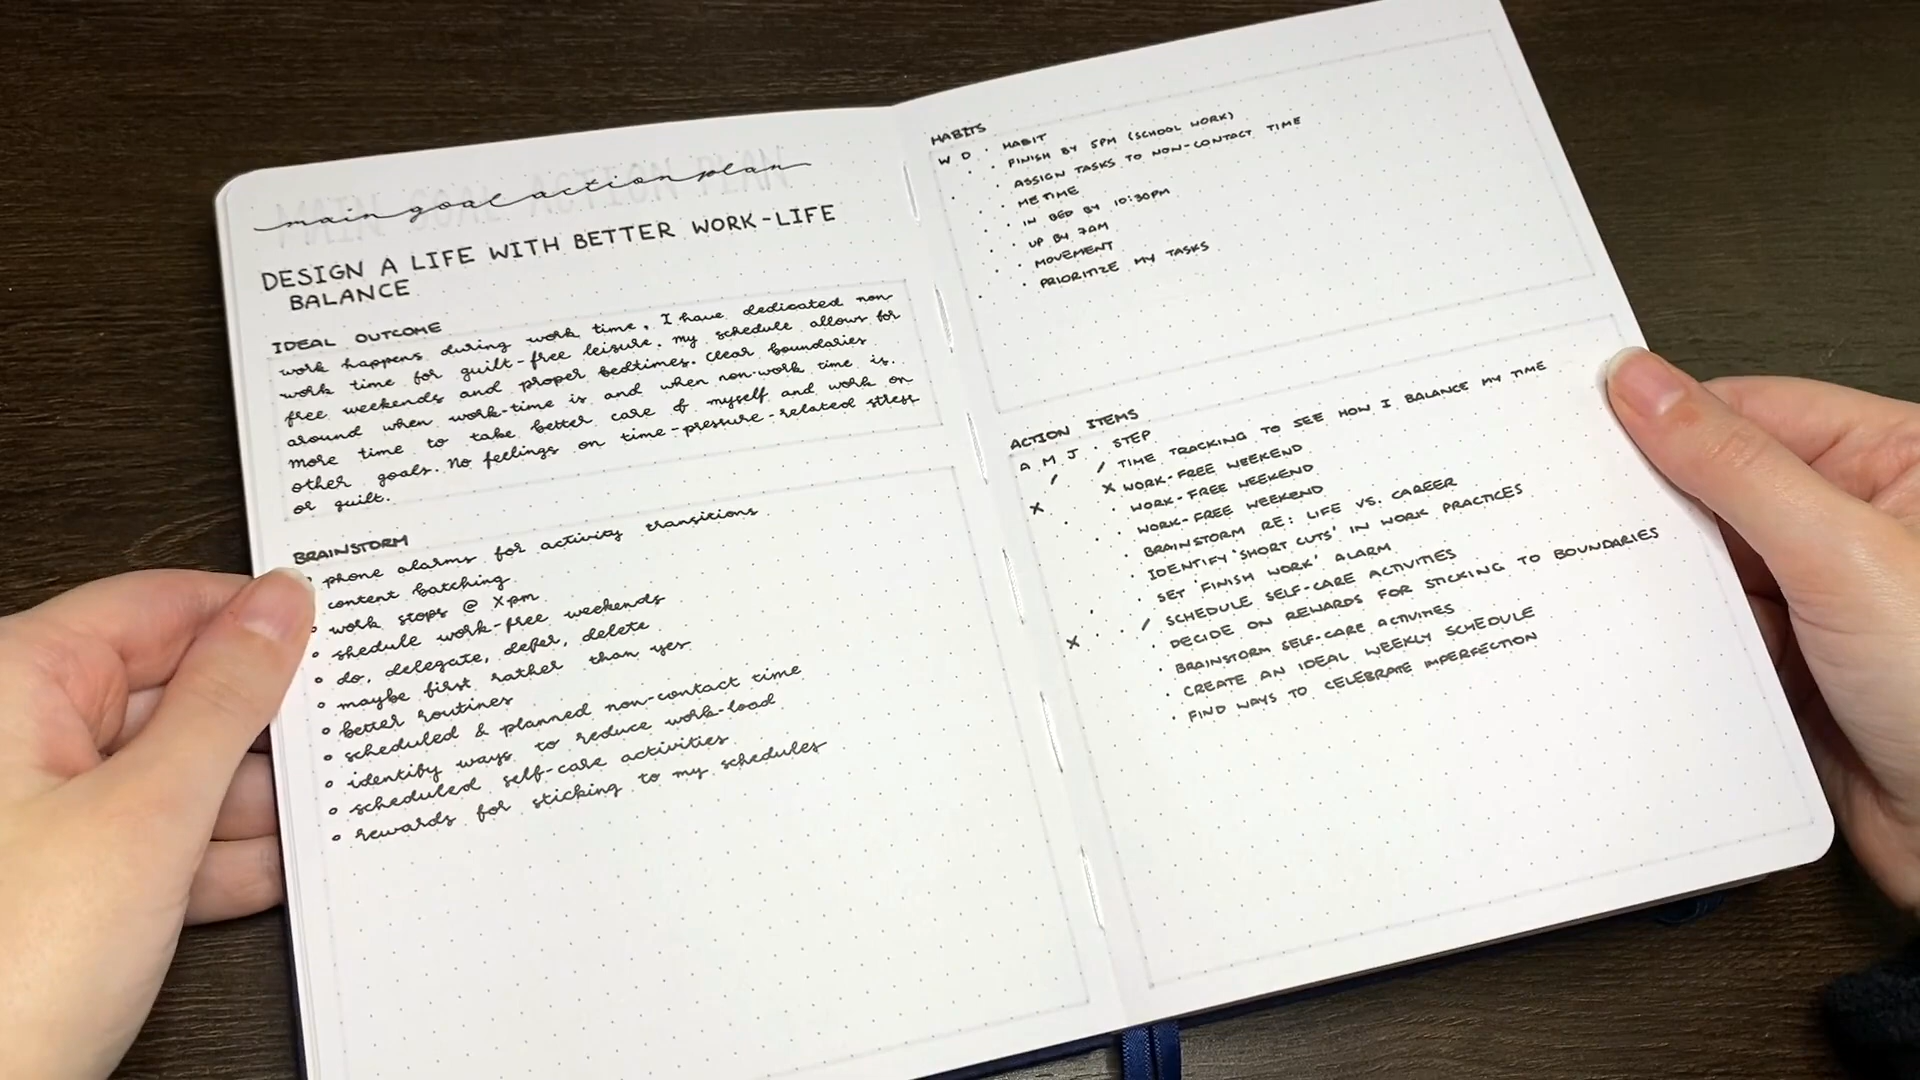 main goal action plan
MAIN GOAL ACTION PLAN
DESIGN A LIFE WITH BETTER WORK-LIFE
BALANCE
IDEAL OUTCOME
work happens during work time. I have dedicated non-
work time for guilt-free leisure. my schedule allows for
free weekends and proper bedtimes. clear boundaries
around when work-time is and when non-work time is.
more time to take better care of myself and work on
other goals. No feelings on time-pressure-related stress
or guilt.
BRAINSTORM
phone alarms for activity transitions
content batching
work stops @ Xpm
shedule work-free weekends
do, delegate, defer, delete
maybe first rather than yes
better routines
scheduled & planned non-contact time
identify ways to reduce work-load
scheduled self-care activities
rewards for sticking to my schedules
HABITS
W D · HABIT
· FINISH BY 5PM (SCHOOL WORK)
· ASSIGN TASKS TO NON-CONTACT TIME
· ME TIME
· IN BED BY 10:30PM
· UP BY 7AM
· MOVEMENT
· PRIORITIZE MY TASKS
ACTION ITEMS
A M J · STEP
/ / TIME TRACKING TO SEE HOW I BALANCE MY TIME
X X WORK-FREE WEEKEND
· · WORK-FREE WEEKEND
· · WORK-FREE WEEKEND
· BRAINSTORM RE: LIFE VS. CAREER
· IDENTIFY 'SHORT CUTS' IN WORK PRACTICES
· · SET 'FINISH WORK' ALARM
X · · / SCHEDULE SELF-CARE ACTIVITIES
· DECIDE ON REWARDS FOR STICKING TO BOUNDARIES
· BRAINSTORM SELF-CARE ACTIVITIES
· CREATE AN IDEAL WEEKLY SCHEDULE
· FIND WAYS TO CELEBRATE IMPERFECTION